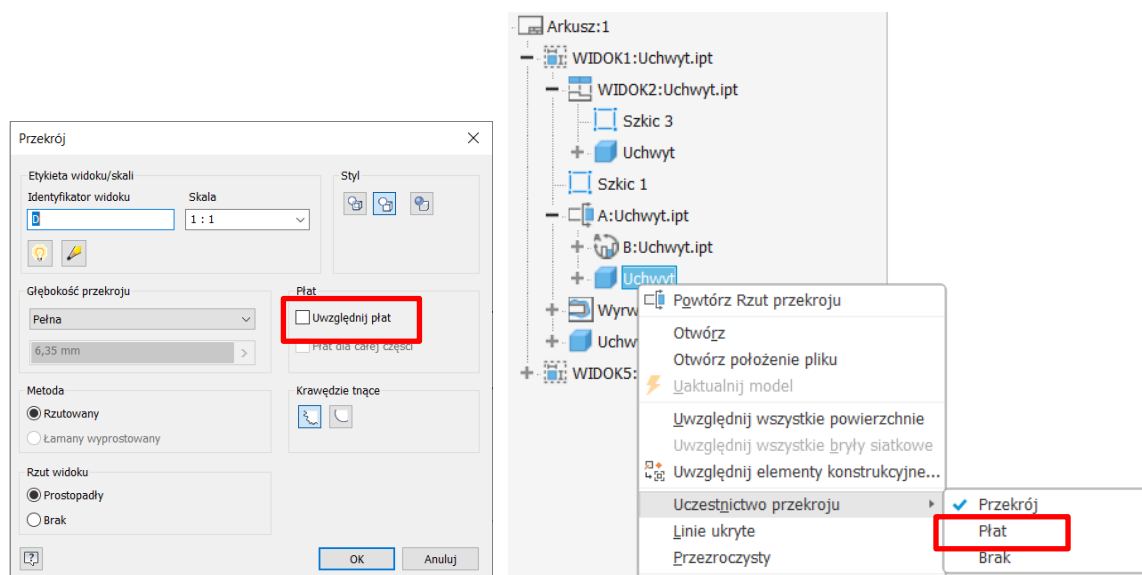 Przekrój
Etykieta widoku/skali
Identyfikator widoku
Skala
D
1 : 1
Styl
Głębokość przekroju
Pełna
6,35 mm
Płat
Uwzględnij płat
Płat dla całej części
Metoda
Rzutowany
Łamany wyprostowany
Krawędzie tnące
Rzut widoku
Prostopadły
Brak
OK
Anuluj
Arkusz:1
WIDOK1:Uchwyt.ipt
WIDOK2:Uchwyt.ipt
Szkic 3
Uchwyt
Szkic 1
A:Uchwyt.ipt
B:Uchwyt.ipt
Uchwyt
Wyrw
Uchw
WIDOK5:
Powtórz Rzut przekroju
Otwórz
Otwórz położenie pliku
Uaktualnij model
Uwzględnij wszystkie powierzchnie
Uwzględnij wszystkie bryły siatkowe
Uwzględnij elementy konstrukcyjne...
Uczestnictwo przekroju
Linie ukryte
Przezroczysty
Przekrój
Płat
Brak